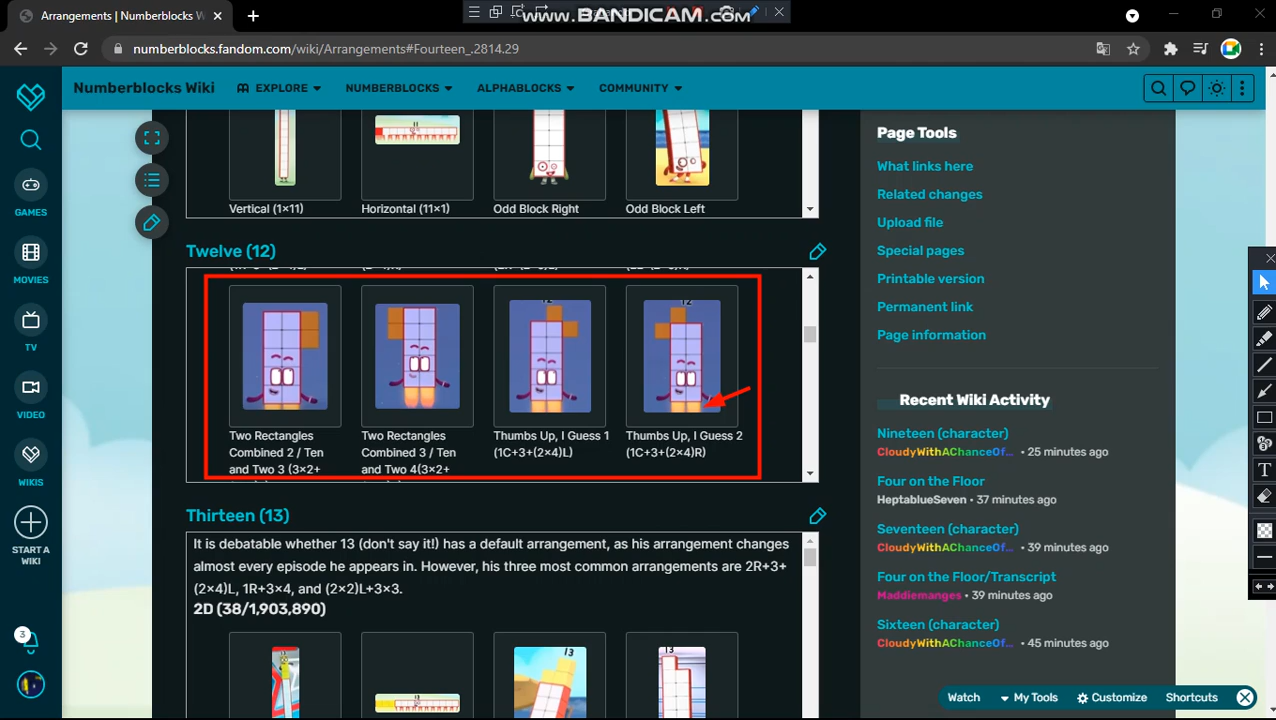 Arrangements | Numberblocks W
www.BANDICAM.com
numberblocks.fandom.com/wiki/Arrangements#Fourteen_.2814.29
Numberblocks Wiki
EXPLORE
NUMBERBLOCKS
ALPHABLOCKS
COMMUNITY
GAMES
MOVIES
TV
VIDEO
WIKIS
START A
WIKI
3
Vertical (1×11)
Horizontal (11×1)
Odd Block Right
Odd Block Left
Twelve (12)
12
12
Two Rectangles
Combined 2 / Ten
and Two 3 (3×2+
Two Rectangles
Combined 3 / Ten
and Two 4(3×2+
Thumbs Up, I Guess 1
(1C+3+(2×4)L)
Thumbs Up, I Guess 2
(1C+3+(2×4)R)
Thirteen (13)
It is debatable whther 13 (don't say it!) has a default arrangement, as his arrangement changes
almost every episode he appears in. However, his three most common arrangements are 2R+3+
(2×4)L, 1R+3×4, and (2×2)L+3×3.
2D (38/1,903,890)
13
13
Page Tools
What links here
Related changes
Upload file
Special pages
Printable version
Permanent link
Page information
Recent Wiki Activity
Nineteen (character)
CloudyWithAChanceOf... • 25 minutes ago
Four on the Floor
HeptablueSeven • 37 minutes ago
Seventeen (character)
CloudyWithAChanceOf... • 39 minutes ago
Four on the Floor/Transcript
Maddiemanges • 39 minutes ago
Sixteen (character)
CloudyWithAChanceOf... • 45 minutes ago
Watch
My Tools
Customize
Shortcuts